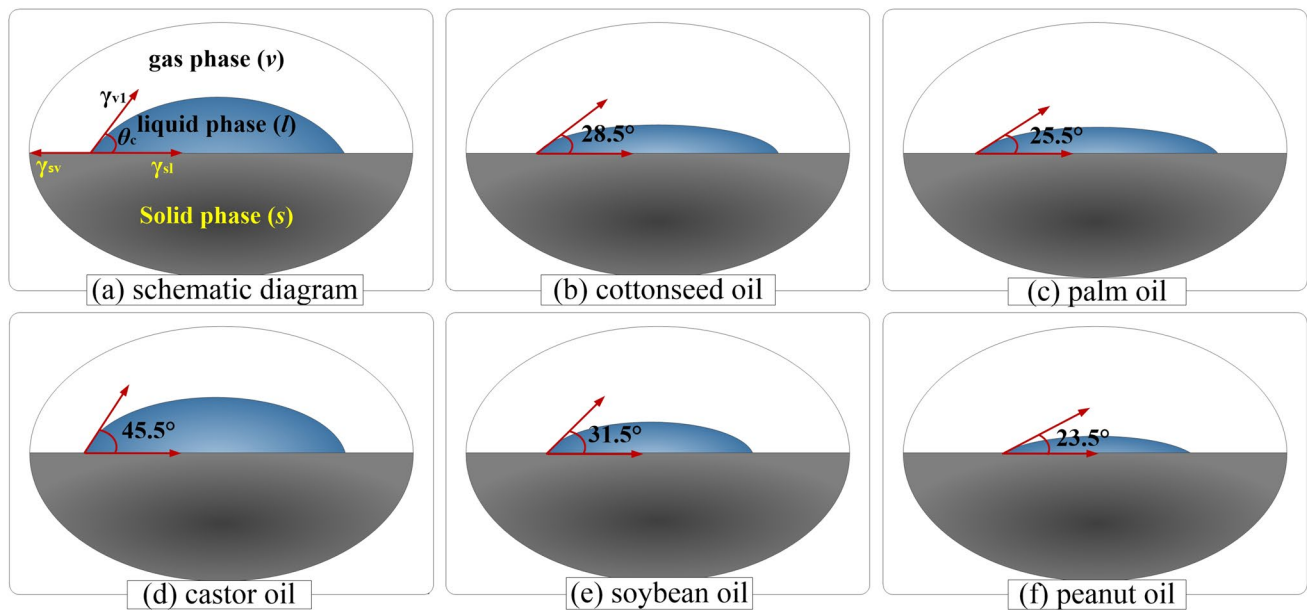 gas phase (v)
γv1
liquid phase (l)
θc
γsv
γsl
Solid phase (s)
(a) schematic diagram
28.5°
(b) cottonseed oil
25.5°
(c) palm oil
45.5°
(d) castor oil
31.5°
(e) soybean oil
23.5°
(f) peanut oil